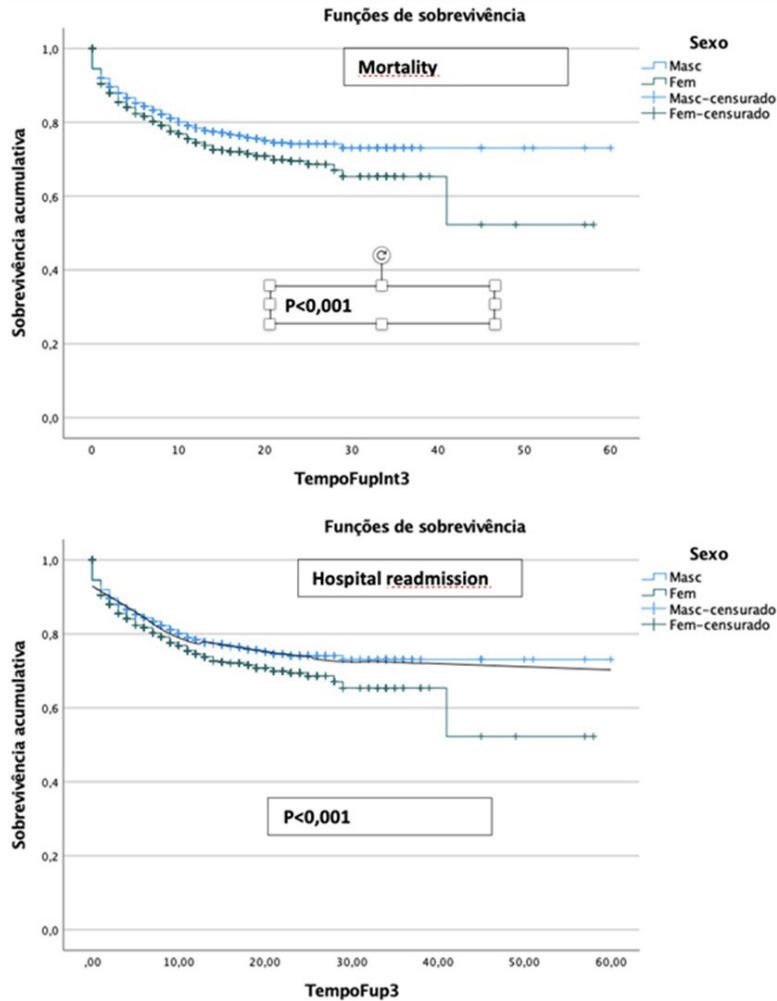 Funções de sobrevivência
Mortality
Sexo
Masc
Fem
Masc-censurado
Fem-censurado
1,0
0,8
0,6
0,4
0,2
0,0
Sobrevivência acumulativa
P<0,001
0 10 20 30 40 50 60
TempoFupInt3
Funções de sobrevivência
Hospital readmission
Sexo
Masc
Fem
Masc-censurado
Fem-censurado
1,0
0,8
0,6
0,4
0,2
0,0
Sobrevivência acumulativa
P<0,001
,00 10,00 20,00 30,00 40,00 50,00 60,00
TempoFup3